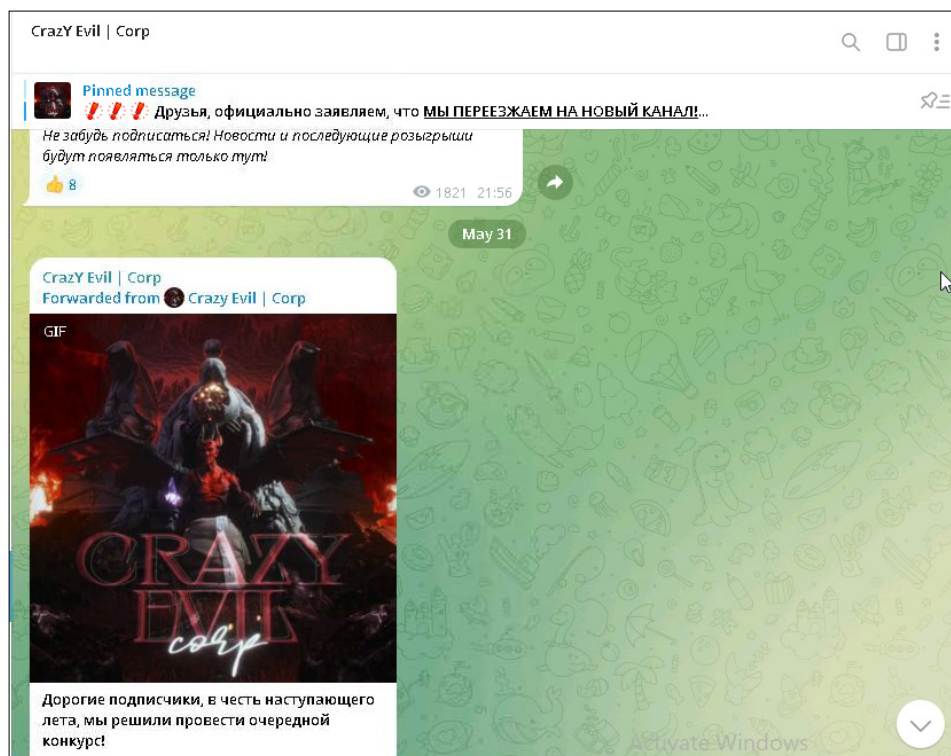 CrazY Evil | Corp
Pinned message
❗❗❗ Друзья, официально заявляем, что МЫ ПЕРЕЕЗЖАЕМ НА НОВЫЙ КАНАЛ!...
Не забудь подписаться! Новости и последующие розыгрыши
будут появляться только тут!
👍 8
1821 21:56
May 31
CrazY Evil | Corp
Forwarded from Crazy Evil | Corp
GIF
CRAZY
EVIL
corp
Дорогие подписчики, в честь наступающего
лета, мы решили провести очередной
конкурс!
Activate Windows